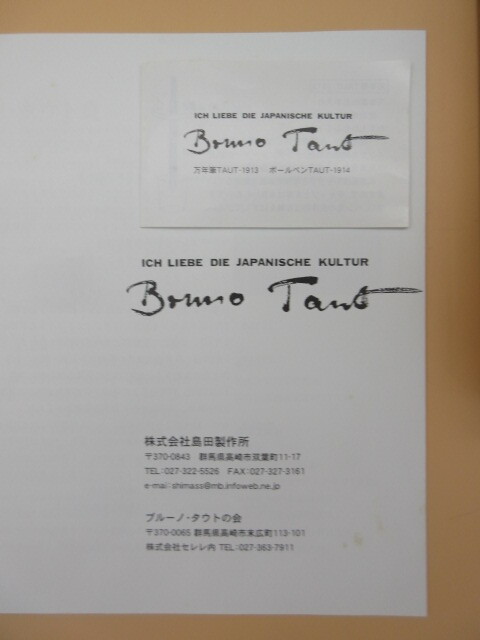 ICH LIEBE DIE JAPANISCHE KULTUR
Bruno Taut
万年筆TAUT-1913 ボールペンTAUT-1914
ICH LIEBE DIE JAPANISCHE KULTUR
Bruno Taut
株式会社島田製作所
〒370-0843 群馬県高崎市双葉町11-17
TEL:027-322-5526 FAX:027-327-3161
e-mail:shimass@mb.infoweb.ne.jp
ブルーノ・タウトの会
〒370-0065 群馬県高崎市末広町113-101
株式会社セレレ内 TEL:027-363-7911